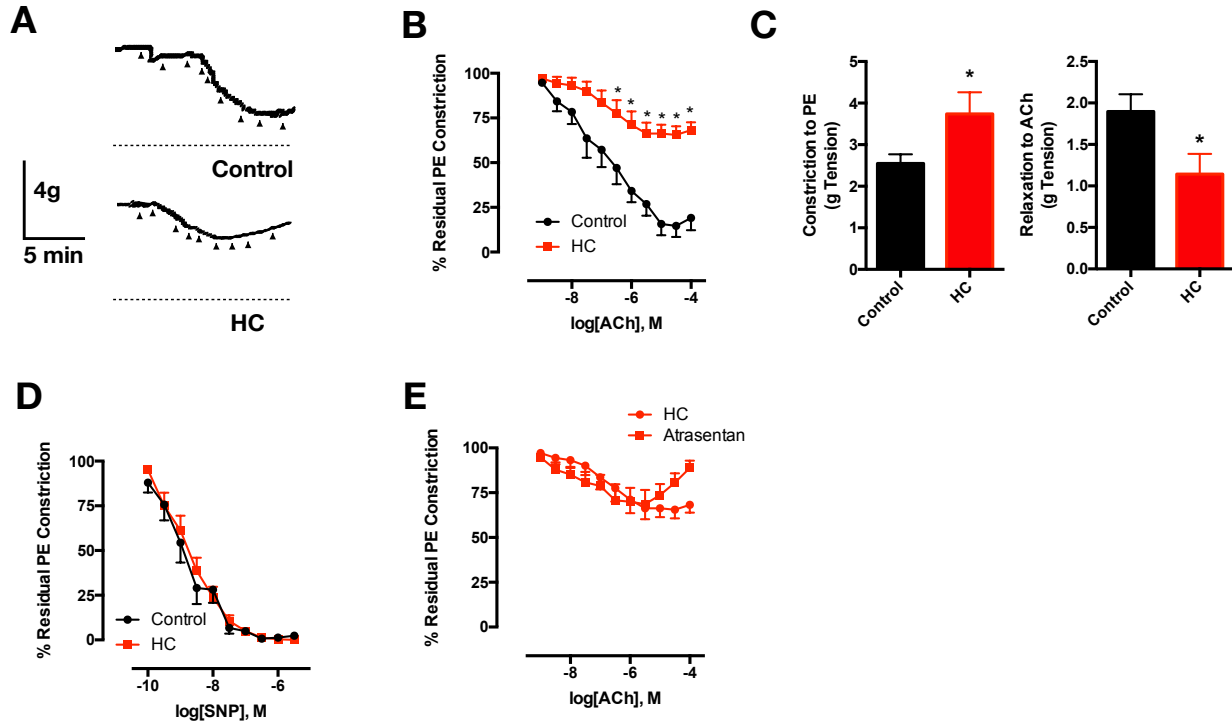 A
Control
4g
5 min
HC
B
% Residual PE Constriction
100
75
50
25
0
* * * * * *
Control
HC
-8 -6 -4
log[ACh], M
C
Constriction to PE
(g Tension)
5
4
3
2
1
0
*
Control HC
Relaxation to ACh
(g Tension)
2.5
2.0
1.5
1.0
0.5
0.0
*
Control HC
D
% Residual PE Constriction
100
75
50
25
0
Control
HC
-10 -8 -6
log[SNP], M
E
HC
Atrasentan
% Residual PE Constriction
100
75
50
25
0
-8 -6 -4
log[ACh], M